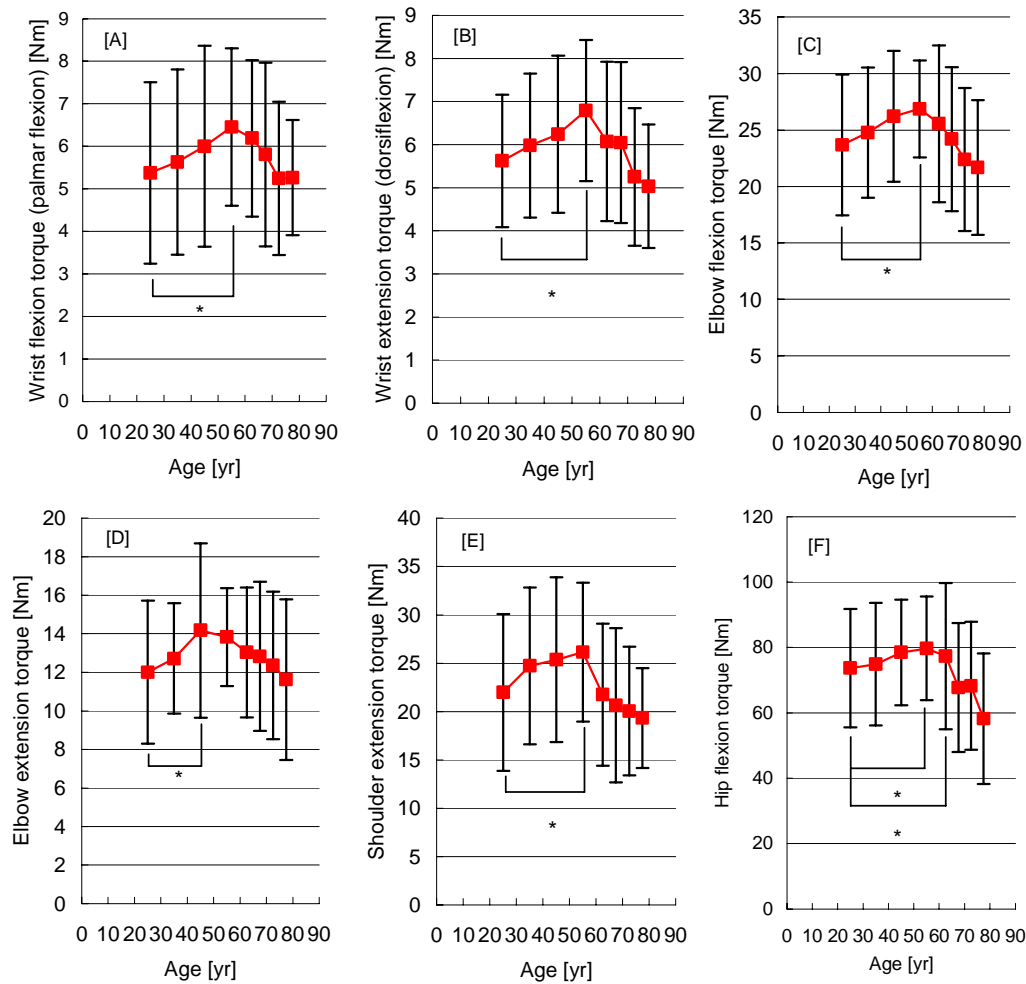 [A]
Wrist flexion torque (palmar flexion) [Nm]
9
8
7
6
5
4
3
2
1
0
*
0 10 20 30 40 50 60 70 80 90
Age [yr]
[B]
Wrist extension torque (dorsiflexion) [Nm]
9
8
7
6
5
4
3
2
1
0
*
0 10 20 30 40 50 60 70 80 90
Age [yr]
[C]
Elbow flexion torque [Nm]
35
30
25
20
15
10
5
0
*
0 10 20 30 40 50 60 70 80 90
Age [yr]
[D]
Elbow extension torque [Nm]
20
18
16
14
12
10
8
6
4
2
0
*
0 10 20 30 40 50 60 70 80 90
Age [yr]
[E]
Shoulder extension torque [Nm]
40
35
30
25
20
15
10
5
0
*
0 10 20 30 40 50 60 70 80 90
Age [yr]
[F]
Hip flexion torque [Nm]
120
100
80
60
40
20
0
*
*
0 10 20 30 40 50 60 70 80 90
Age [yr]